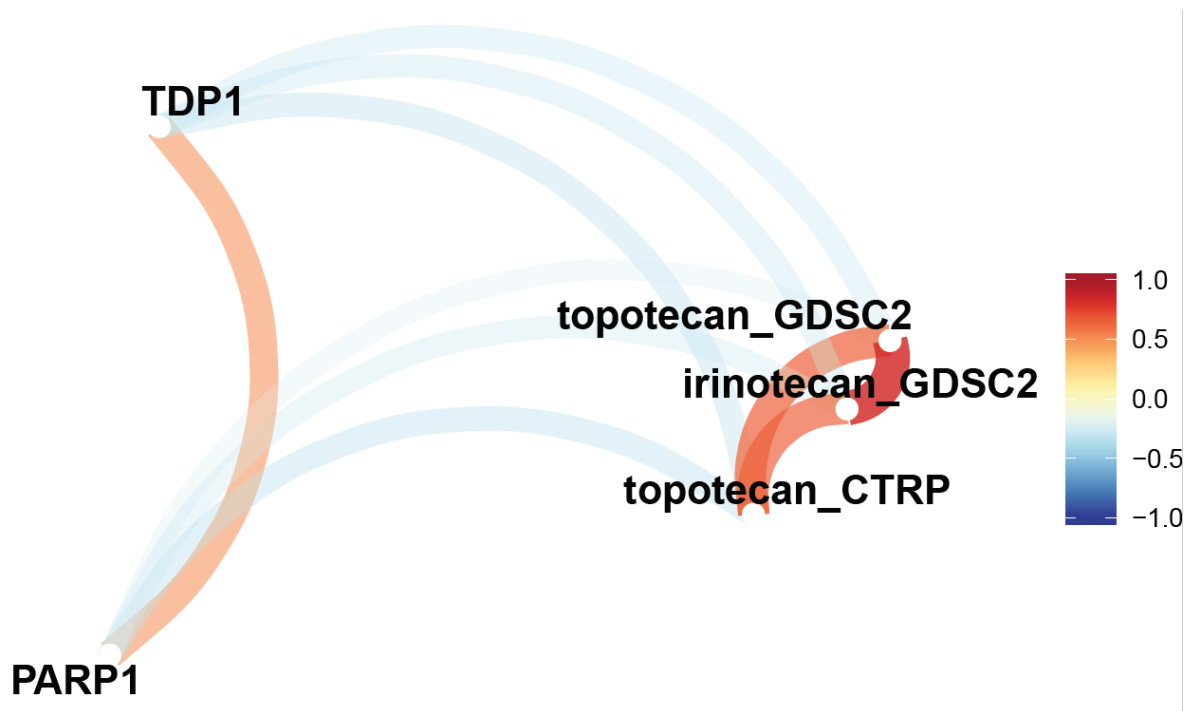 TDP1
topotecan_GDSC2
irinotecan_GDSC2
topotecan_CTRP
PARP1
1.0
0.5
0.0
−0.5
−1.0